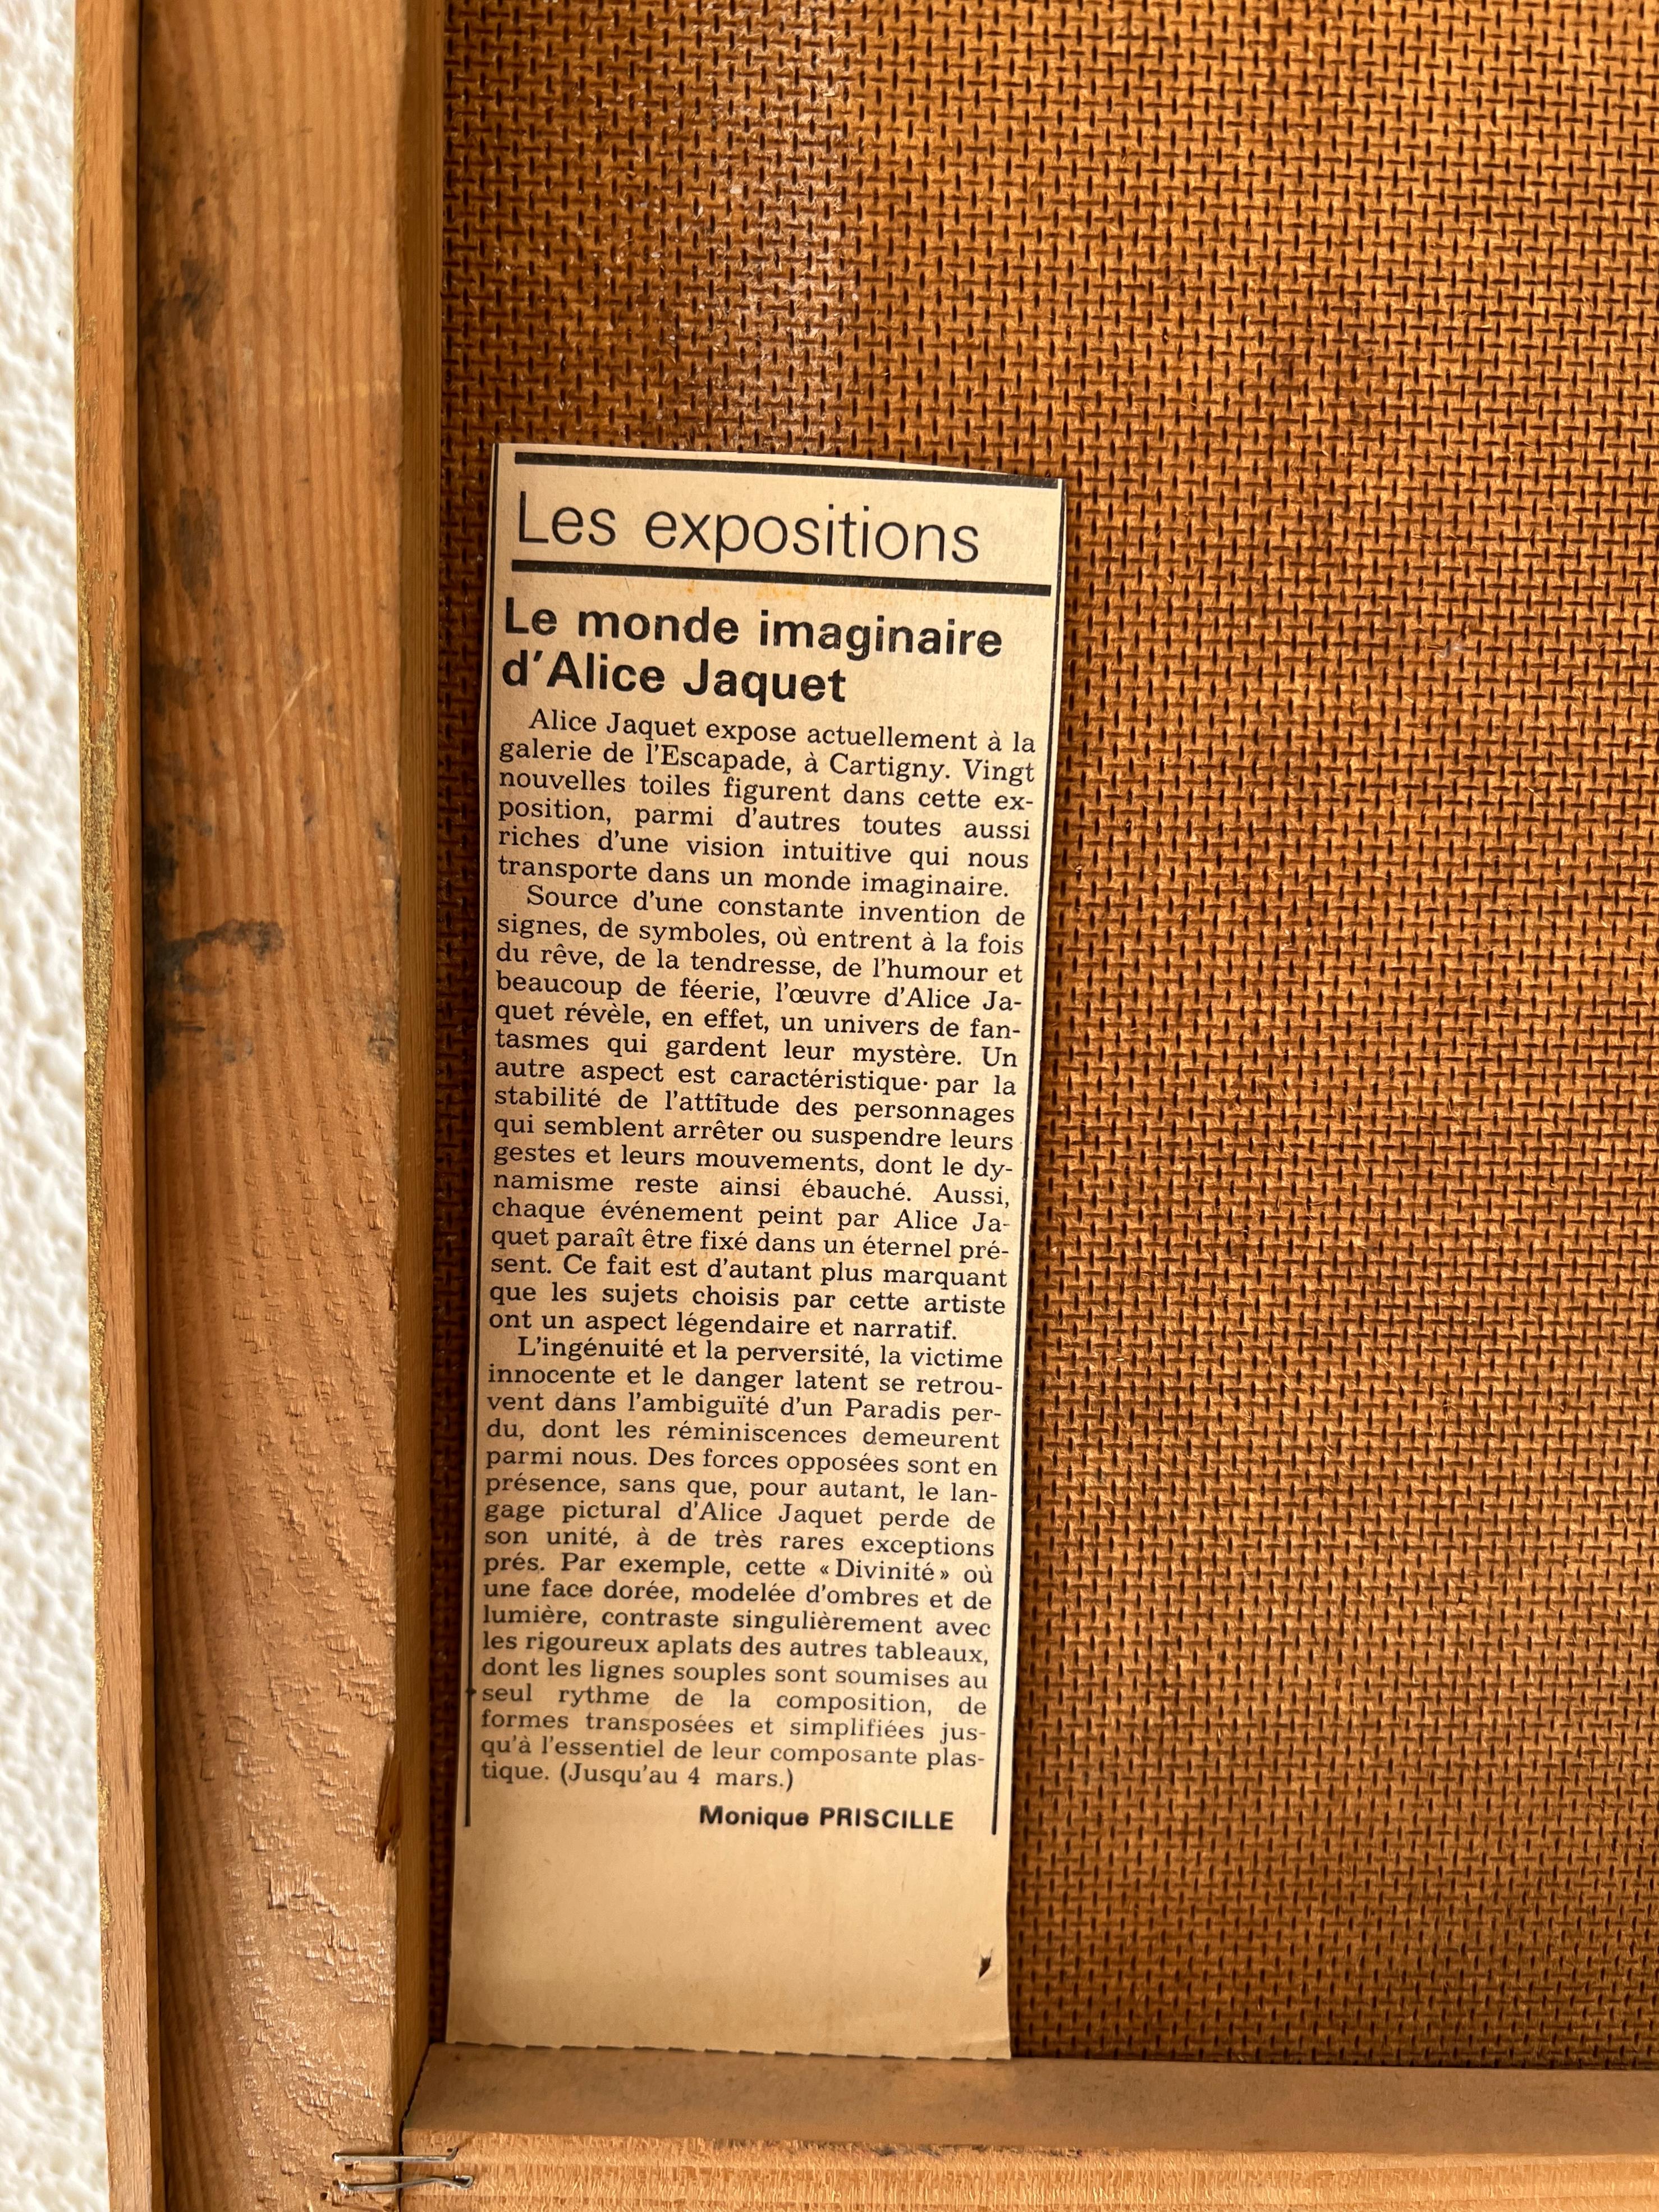 Les expositions
Le monde imaginaire
d'Alice Jaquet
Alice Jaquet expose actuellement à la
galerie de l'Escapade, à Cartigny. Vingt
nouvelles toiles figurent dans cette ex-
position, parmi d'autres toutes aussi
riches d'une vision intuitive qui nous
transporte dans un monde imaginaire.
Source d'une constante invention de
signes, de symboles, où entrent à la fois
du rêve, de la tendresse, de l'humour et
beaucoup de féerie, l'œuvre d'Alice Ja-
quet révèle, en effet, un univers de fan-
tasmes qui gardent leur mystère. Un
autre aspect est caractéristique· par la
stabilité de l'attîtude des personnages
qui semblent arrêter ou suspendre leurs
gestes et leurs mouvements, dont le dy-
namisme reste ainsi ébauché. Aussi,
chaque événement peint par Alice Ja-
quet paraît être fixé dans un éternel pré-
sent. Ce fait est d'autant plus marquant
que les sujets choisis par cette artiste
ont un aspect légendaire et narratif.
L'ingénuité et la perversité, la victime
innocente et le danger latent se retrou-
vent dans l'ambiguïté d'un Paradis per-
du, dont les réminiscences demeurent
parmi nous. Des forces opposées sont en
présence, sans que, pour autant, le lan-
gage pictural d'Alice Jaquet perde de
son unité, à de très rares exceptions
prés. Par exemple, cette «Divinité» où
une face dorée, modelée d'ombres et de
lumière, contraste singulièrement avec
les rigoureux aplats des autres tableaux,
dont les lignes souples sont soumises au
seul rythme de la composition, de
formes transposées et simplifiées jus-
qu'à l'essentiel de leur composante plas-
tique. (Jusqu'au 4 mars.)
Monique PRISCILLE